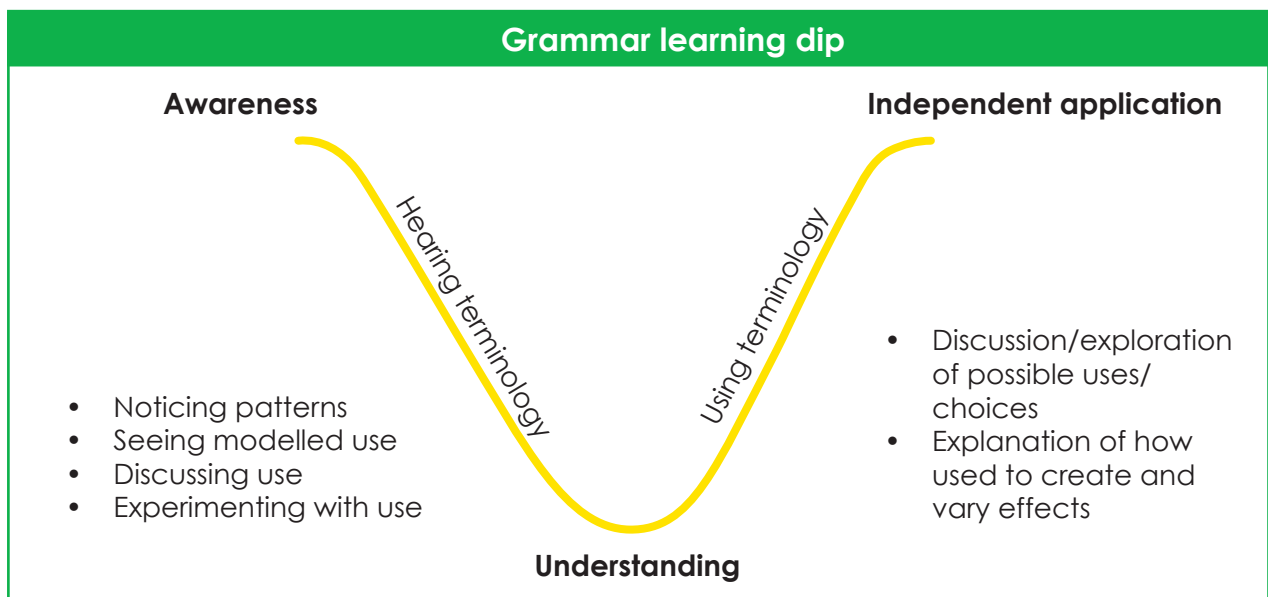 Grammar learning dip
Awareness
Independent application
Hearing terminology
Using terminology
• Noticing patterns
• Seeing modelled use
• Discussing use
• Experimenting with use
• Discussion/exploration
of possible uses/
choices
• Explanation of how
used to create and
vary effects
Understanding